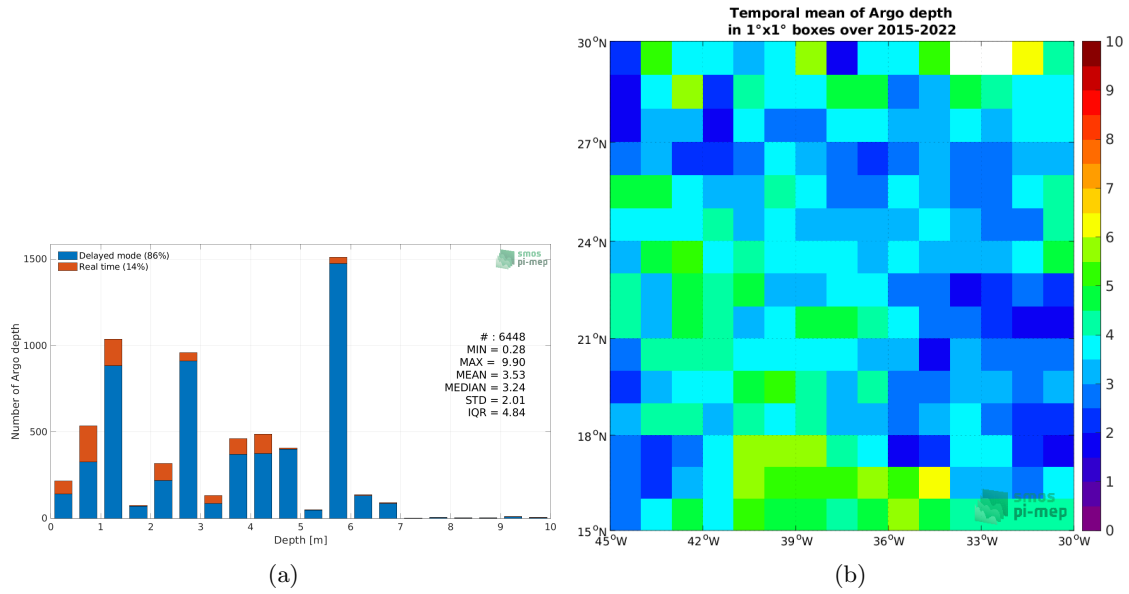 Delayed mode (86%)
Real time (14%)
smos
pi-mep
# : 6448
MIN = 0.28
MAX = 9.90
MEAN = 3.53
MEDIAN = 3.24
STD = 2.01
IQR = 4.84
Number of Argo depth
1500
1000
500
0
0 1 2 3 4 5 6 7 8 9 10
Depth [m]
(a)
Temporal mean of Argo depth
in 1°x1° boxes over 2015-2022
30°N
27°N
24°N
21°N
18°N
15°N
45°W 42°W 39°W 36°W 33°W 30°W
smos
pi-mep
10
9
8
7
6
5
4
3
2
1
0
(b)